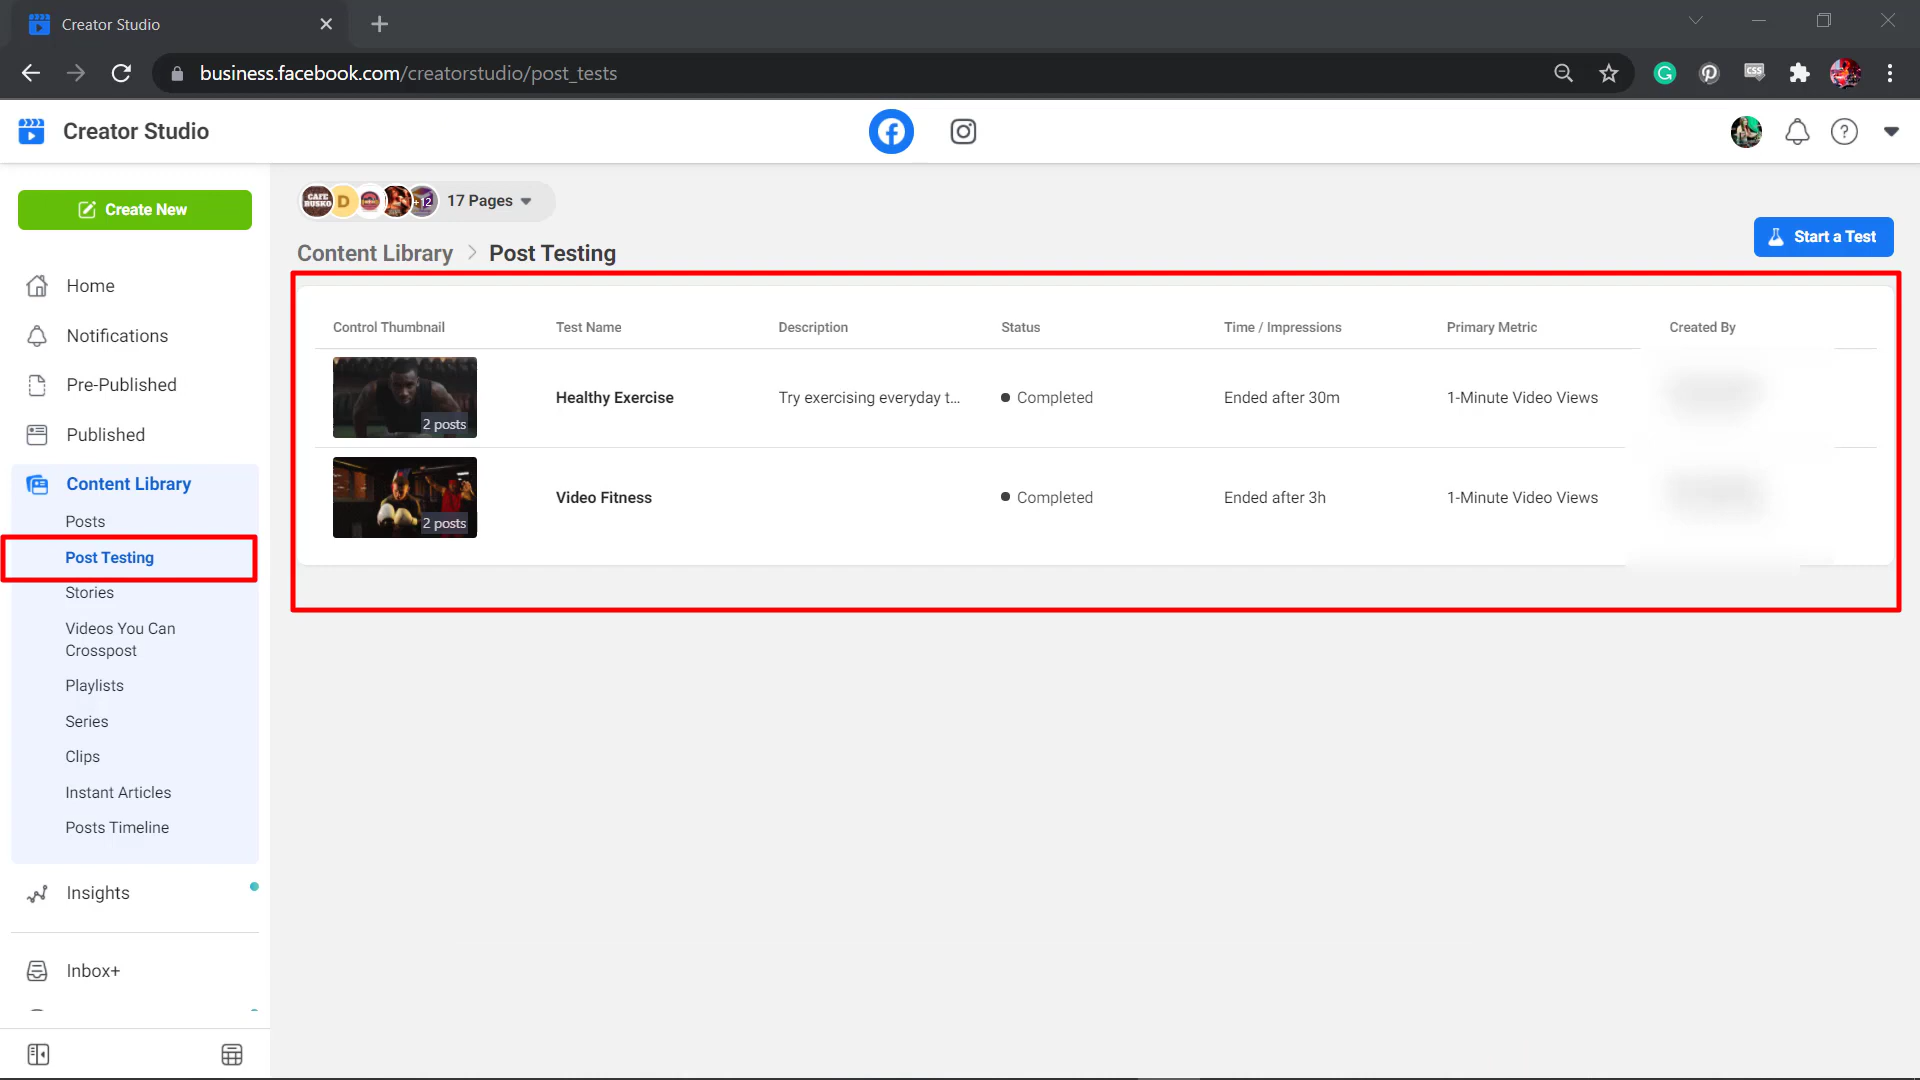 Creator Studio
business.facebook.com/creatorstudio/post_tests
CSS
Creator Studio
Create New
Home
Notifications
Pre-Published
Published
Content Library
Posts
Post Testing
Stories
Videos You Can
Crosspost
Playlists
Series
Clips
Instant Articles
Posts Timeline
Insights
Inbox+
CAFE
RUSKO
D
+12
17 Pages
Content Library > Post Testing
Start a Test
Control Thumbnail Test Name Description Status Time / Impressions Primary Metric Created By
2 posts Healthy Exercise Try exercising everyday t... Completed Ended after 30m 1-Minute Video Views
2 posts Video Fitness Completed Ended after 3h 1-Minute Video Views